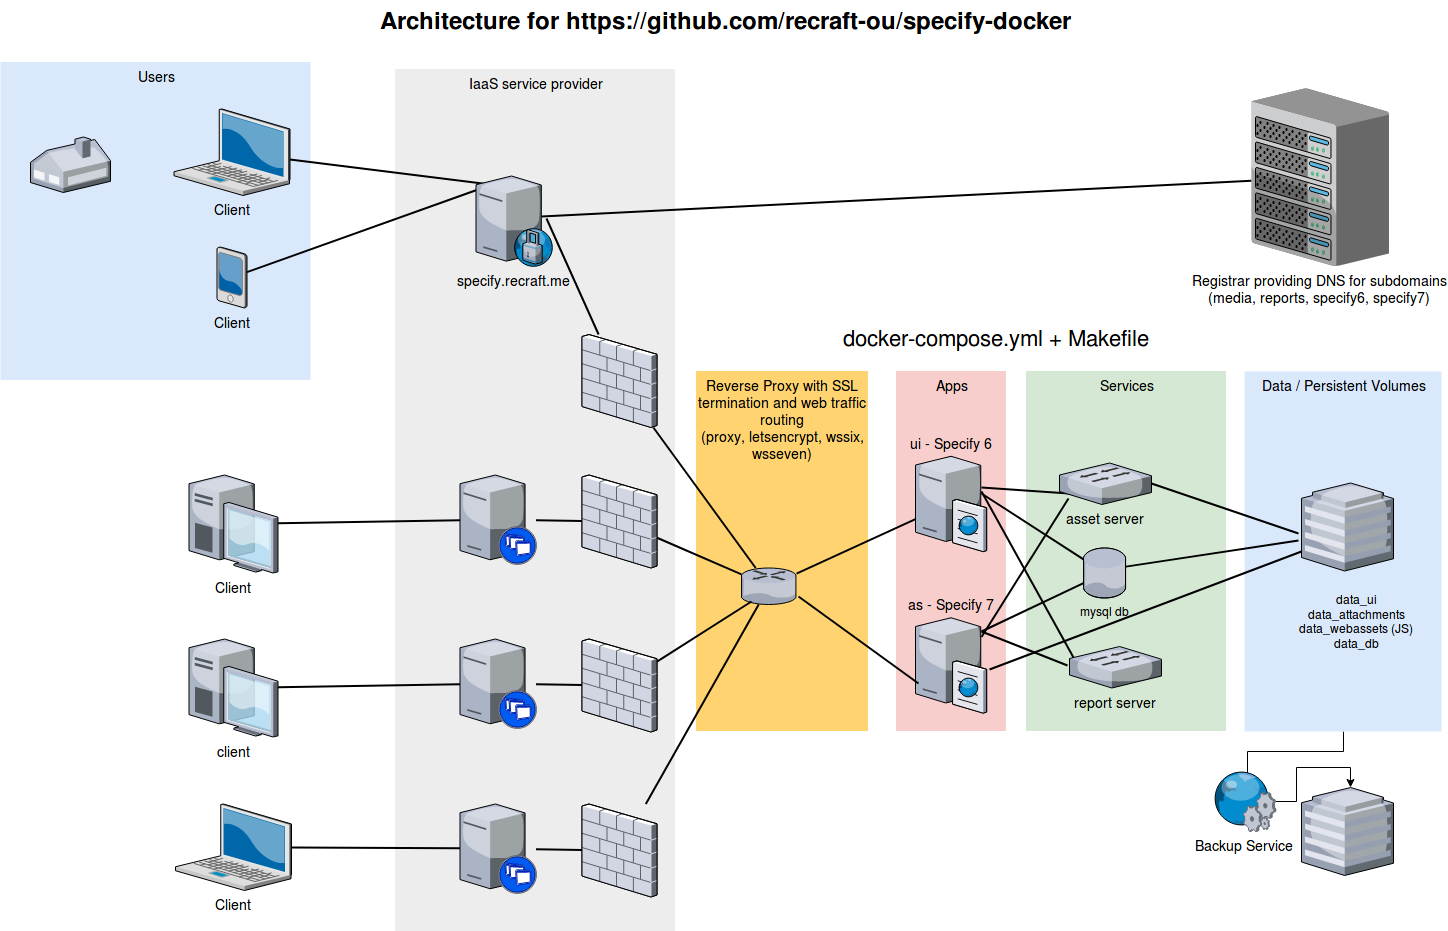 Architecture for https://github.com/recraft-ou/specify-docker
Users
IaaS service provider
Client
Client
specify.recraft.me
Registrar providing DNS for subdomains
(media, reports, specify6, specify7)
docker-compose.yml + Makefile
Reverse Proxy with SSL
termination and web traffic
routing
(proxy, letsencrypt, wssix,
wsseven)
Apps
Services
Data / Persistent Volumes
ui - Specify 6
asset server
as - Specify 7
mysql db
report server
data_ui
data_attachments
data_webassets (JS)
data_db
Client
client
Client
Backup Service